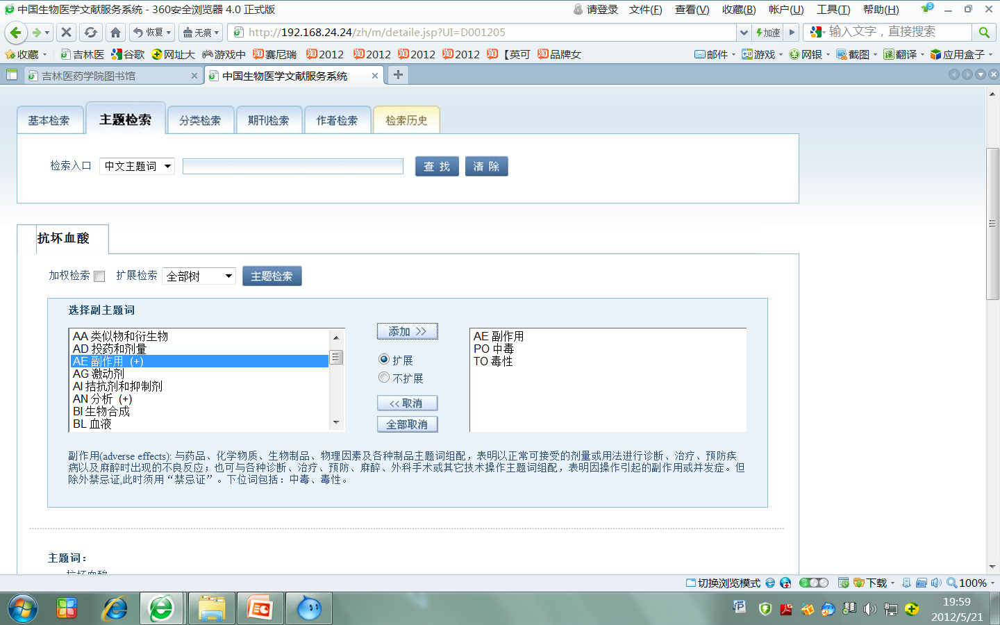 中国生物医学文献服务系统 - 360安全浏览器 4.0 正式版
请登录 文件(F) 查看(V) 收藏(B) 帐户(U) 工具(T) 帮助(H) 5
恢复 无痕 http://192.168.24.24/zh/m/detaile.jsp?UI=D001205 加速 输入文字，直接搜索
收藏 吉林医 谷歌 网址大 游戏中 赛尼瑞 2012 2012 2012 2012 【英可 品牌女 邮件 游戏 网银 截图 翻译 应用盒子
吉林医药学院图书馆 中国生物医学文献服务系统
基本检索 主题检索 分类检索 期刊检索 作者检索 检索历史
检索入口 中文主题词 查 找 清 除
抗坏血酸
加权检索 扩展检索 全部树 主题检索
选择副主题词
AA 类似物和衍生物
AD 投药和剂量
AE 副作用 (+)
AG 激动剂
AI 拮抗剂和抑制剂
AN 分析 (+)
BI 生物合成
BL 血液
添加 >>
扩展
不扩展
<< 取消
全部取消
AE 副作用
PO 中毒
TO 毒性
副作用(adverse effects): 与药品、化学物质、生物制品、物理因素及各种制品主题词组配，表明以正常可接受的剂量或用法进行诊断、治疗、预防疾
病以及麻醉时出现的不良反应；也可与各种诊断、治疗、预防、麻醉、外科手术或其它技术操作主题词组配，表明因操作引起的副作用或并发症。但
除外禁忌证,此时须用“禁忌证”。下位词包括：中毒、毒性。
主题词：
抗坏血酸
切换浏览模式 下载 100%
19:59
2012/5/21